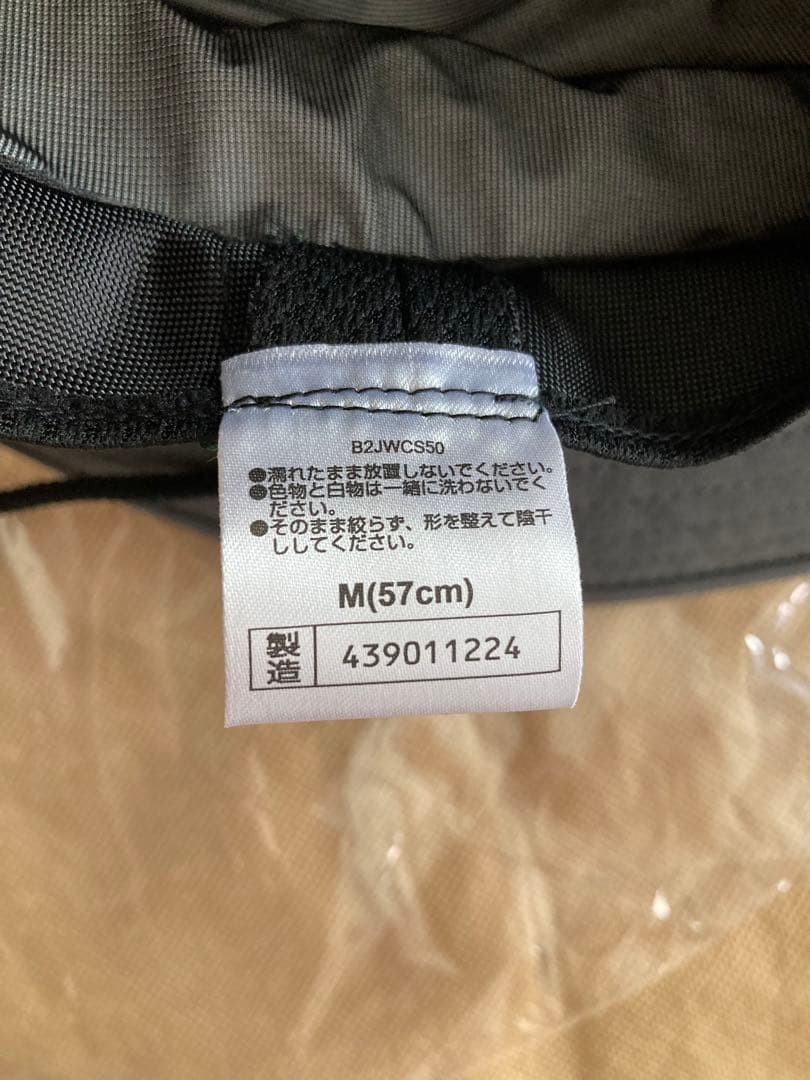 B2JWCS50
●濡れたまま放置しないでください。
●色物と白物は一緒に洗わないでく
ださい。
●そのまま絞らず、形を整えて陰干
ししてください。
M(57cm)
製造 439011224